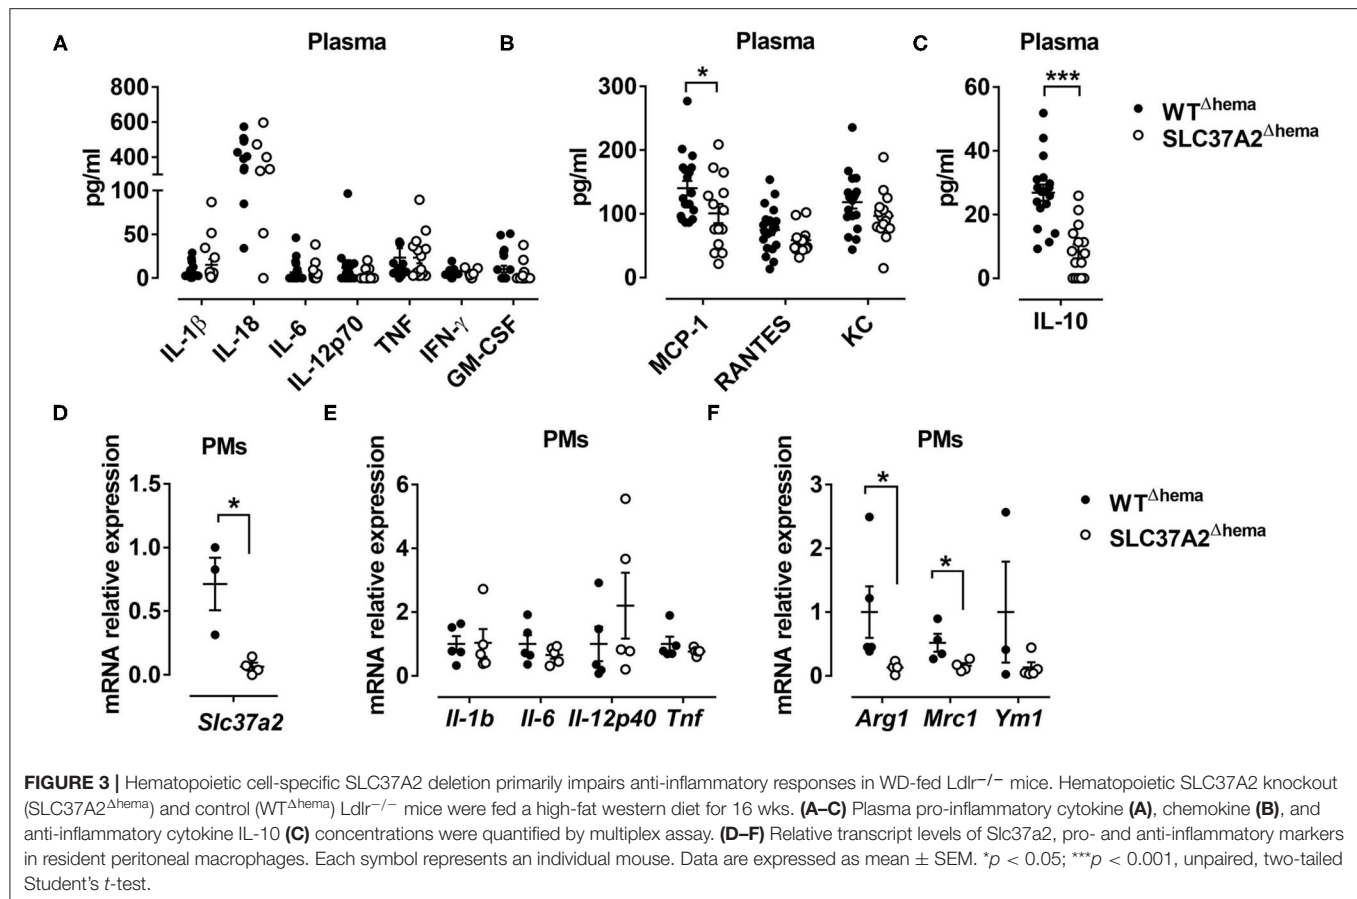 A
Plasma
pg/ml
800
600
400
200
100
50
0
IL-1β
IL-18
IL-6
IL-12p70
TNF
IFN-γ
GM-CSF
B
Plasma
pg/ml
300
200
100
0
*
MCP-1
RANTES
KC
C
Plasma
pg/ml
60
40
20
0
***
IL-10
WT^Δhema
SLC37A2^Δhema
D
PMs
mRNA relative expression
1.5
1.0
0.5
0.0
*
Slc37a2
E
PMs
mRNA relative expression
6
4
2
0
Il-1b Il-6 Il-12p40 Tnf
F
PMs
mRNA relative expression
3
2
1
0
*
*
Arg1 Mrc1 Ym1
WT^Δhema
SLC37A2^Δhema
FIGURE 3 | Hematopoietic cell-specific SLC37A2 deletion primarily impairs anti-inflammatory responses in WD-fed Ldlr−/− mice. Hematopoietic SLC37A2 knockout
(SLC37A2^Δhema) and control (WT^Δhema) Ldlr−/− mice were fed a high-fat western diet for 16 wks. (A–C) Plasma pro-inflammatory cytokine (A), chemokine (B), and
anti-inflammatory cytokine IL-10 (C) concentrations were quantified by multiplex assay. (D–F) Relative transcript levels of Slc37a2, pro- and anti-inflammatory markers
in resident peritoneal macrophages. Each symbol represents an individual mouse. Data are expressed as mean ± SEM. *p < 0.05; ***p < 0.001, unpaired, two-tailed
Student's t-test.